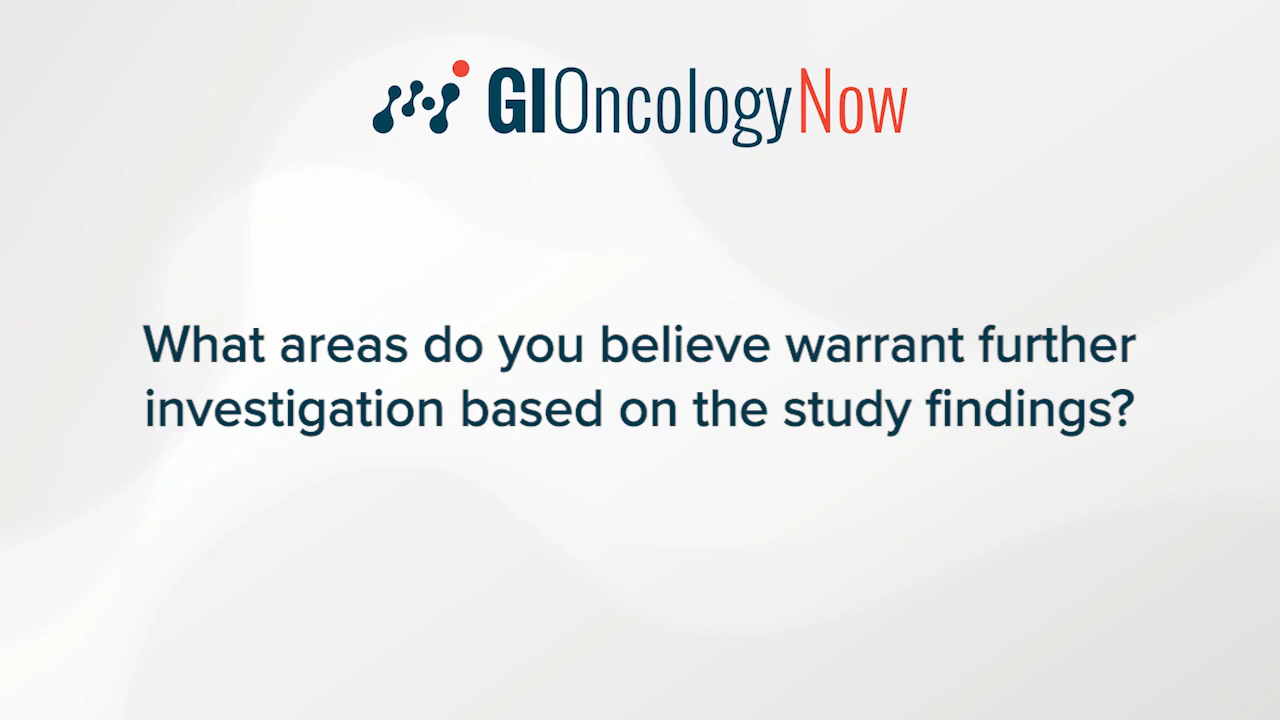 GIOncologyNow
What areas do you believe warrant further
investigation based on the study findings?